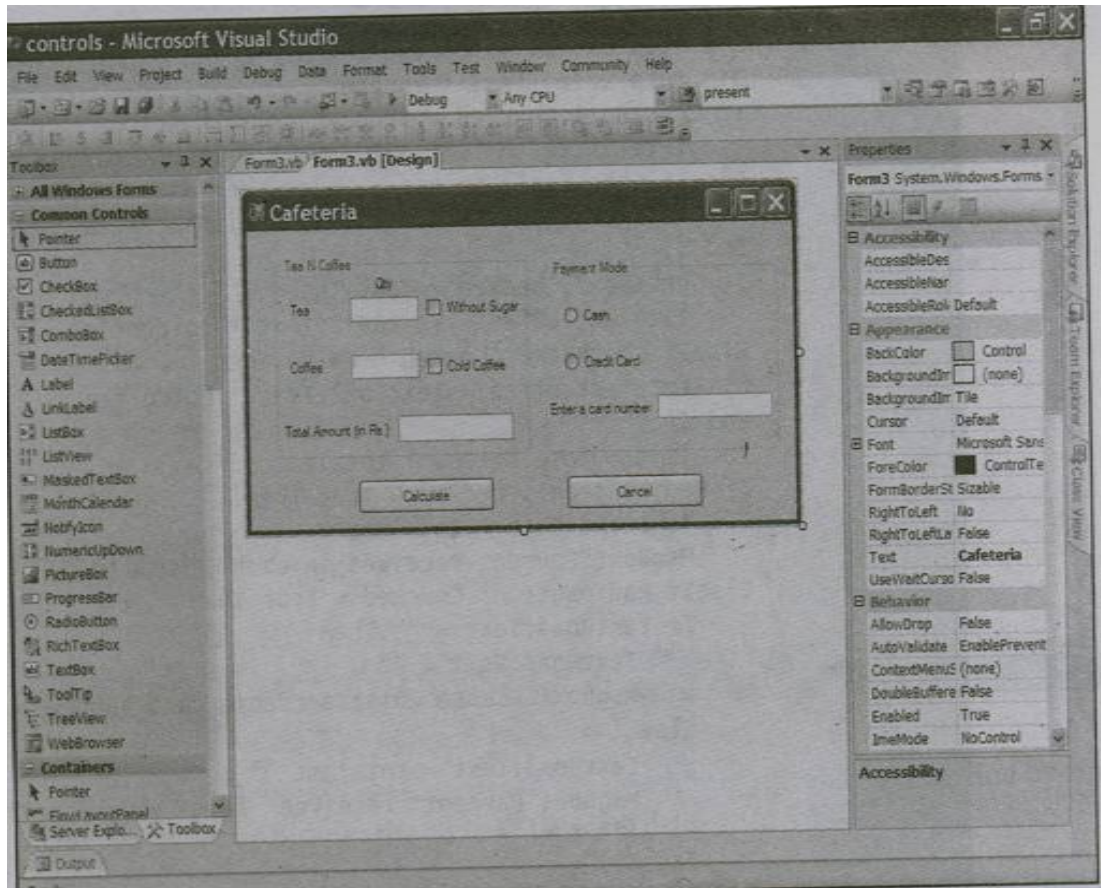 controls - Microsoft Visual Studio
File Edit View Project Build Debug Data Format Tools Test Window Community Help
Debug Any CPU present
Toolbox
All Windows Forms
Common Controls
Pointer
Button
CheckBox
CheckedListBox
ComboBox
DateTimePicker
A Label
A LinkLabel
ListBox
ListView
MaskedTextBox
MonthCalendar
NotifyIcon
NumericUpDown
PictureBox
ProgressBar
RadioButton
RichTextBox
TextBox
ToolTip
TreeView
WebBrowser
Containers
Pointer
FlowLayoutPanel
Server Explo... Toolbox
Output
Form3.vb Form3.vb [Design]
Cafeteria
Tea N Coffee
Qty
Tea Without Sugar
Coffee Cold Coffee
Total Amount (in Rs.)
Payment Mode
Cash
Credit Card
Enter a card number
Calculate Cancel
Properties
Form3 System.Windows.Forms
Accessibility
AccessibleDes
AccessibleNar
AccessibleRol Default
Appearance
BackColor Control
BackgroundIm (none)
BackgroundIm Tile
Cursor Default
Font Microsoft Sans
ForeColor ControlTe
FormBorderSt Sizable
RightToLeft No
RightToLeftLa False
Text Cafeteria
UseWaitCurso False
Behavior
AllowDrop False
AutoValidate EnablePrevent
ContextMenuS (none)
DoubleBuffere False
Enabled True
ImeMode NoControl
Accessibility
Solution Explorer
Team Explorer
Class View